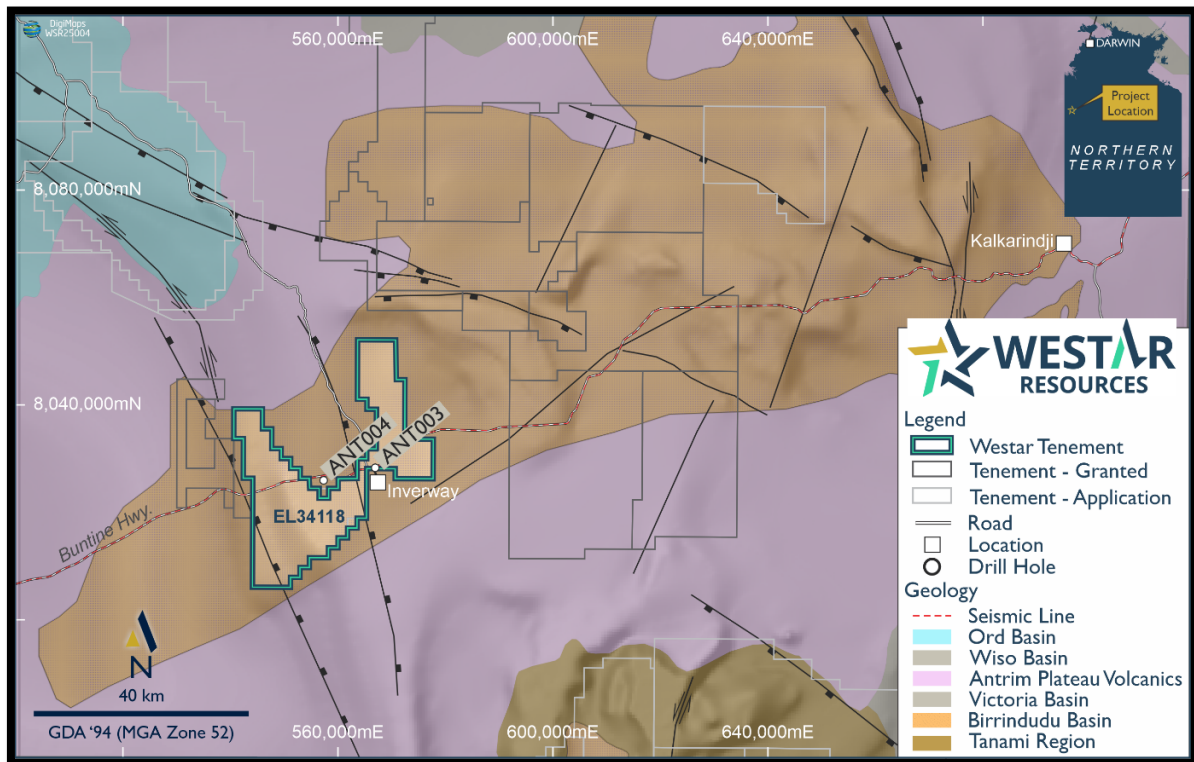 DigiMaps
WSR25004
560,000mE
600,000mE
640,000mE
DARWIN
Project
Location
NORTHERN
TERRITORY
8,080,000mN
Kalkarindji
8,040,000mN
ANT004
ANT003
Inverway
EL34118
Buntine Hwy.
N
40 km
GDA '94 (MGA Zone 52)
560,000mE
600,000mE
640,000mE
WESTAR
RESOURCES
Legend
Westar Tenement
Tenement - Granted
Tenement - Application
Road
Location
Drill Hole
Geology
Seismic Line
Ord Basin
Wiso Basin
Antrim Plateau Volcanics
Victoria Basin
Birrindudu Basin
Tanami Region